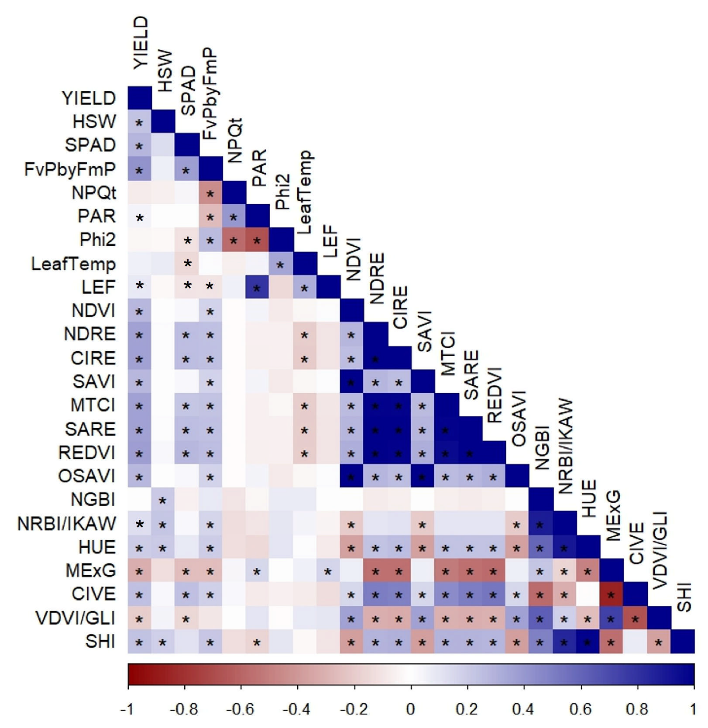 YIELD
HSW
SPAD
FvPbyFmP
NPQt
PAR
Phi2
LeafTemp
LEF
NDVI
NDRE
CIRE
SAVI
MTCI
SARE
REDVI
OSAVI
NGBI
NRBI/IKAW
HUE
MExG
CIVE
VDVI/GLI
SHI
YIELD
HSW
SPAD
FvPbyFmP
NPQt
PAR
Phi2
LeafTemp
LEF
NDVI
NDRE
CIRE
SAVI
MTCI
SARE
REDVI
OSAVI
NGBI
NRBI/IKAW
HUE
MExG
CIVE
VDVI/GLI
SHI
-1 -0.8 -0.6 -0.4 -0.2 0 0.2 0.4 0.6 0.8 1